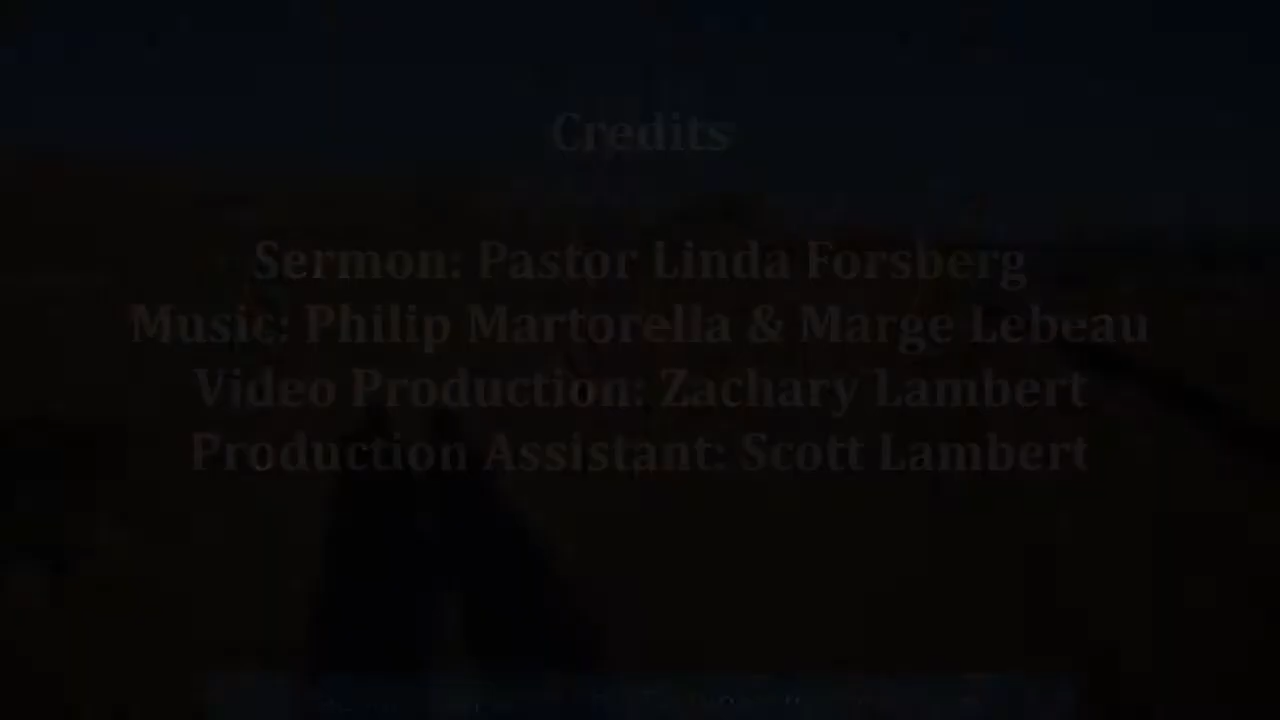 Credits
Sermon: Pastor Linda Forsberg
Music: Philip Martorella & Marge Lebeau
Video Production: Zachary Lambert
Production Assistant: Scott Lambert